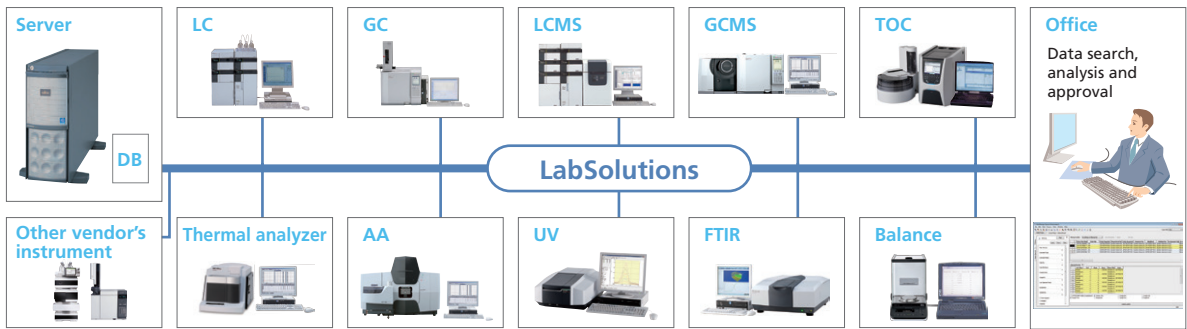 Server
LC
GC
LCMS
GCMS
TOC
Office
Data search,
analysis and
approval
DB
LabSolutions
Other vendor's
instrument
Thermal analyzer
AA
UV
FTIR
Balance